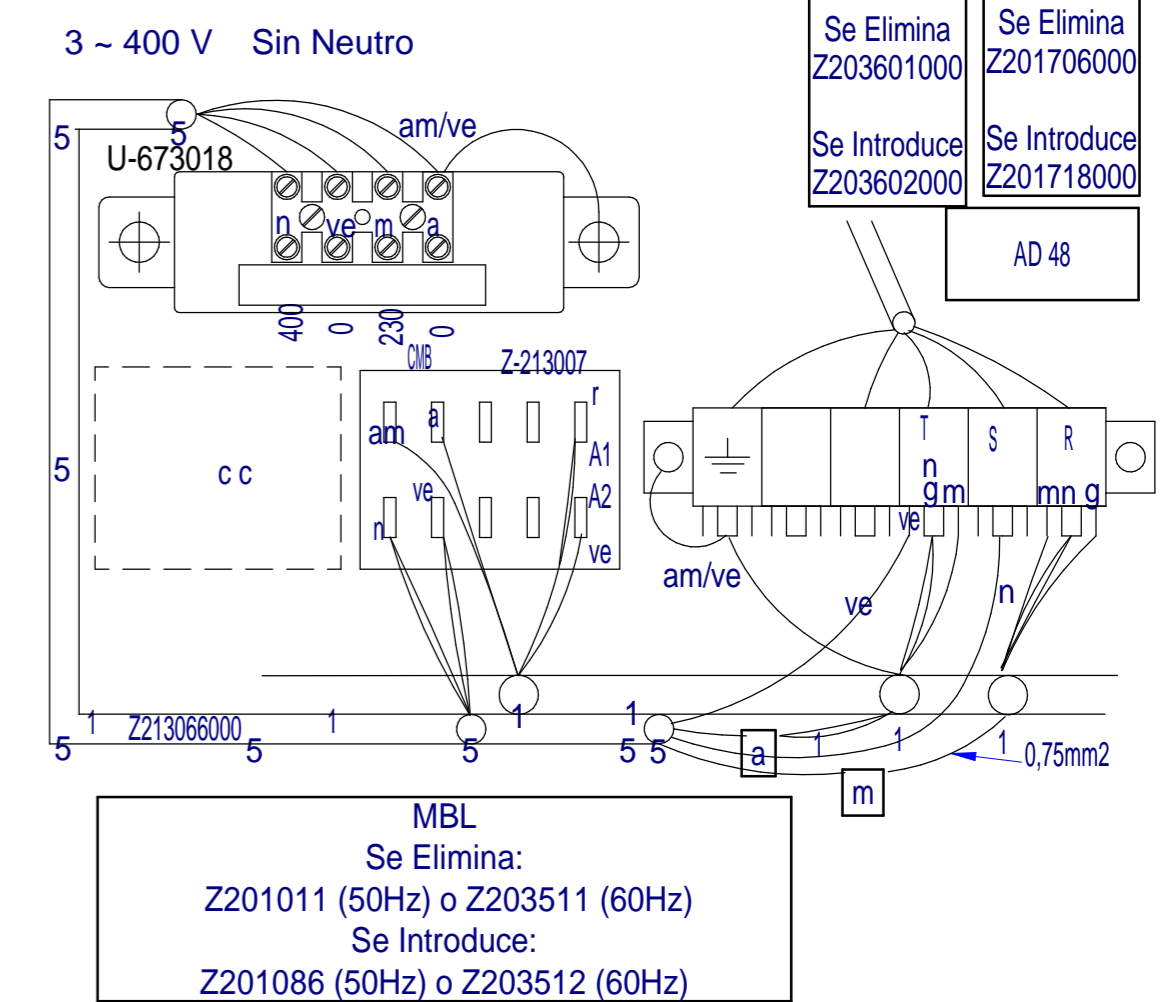 3 ~ 400 V Sin Neutro
Se Elimina
Z203601000
Se Introduce
Z203602000
Se Elimina
Z201706000
Se Introduce
Z201718000
AD 48
5
5
am/ve
U-673018
n ve m a
400 0 230 0
CMB
Z-213007
r
am a
A1
ve
A2
n
ve
c c
5
T S R
n
g m
mn g
ve
am/ve
ve
n
1
Z213066000
1
1
1
5
5
5
5
5
a
1
1
1
0,75mm2
m
MBL
Se Elimina:
Z201011 (50Hz) o Z203511 (60Hz)
Se Introduce:
Z201086 (50Hz) o Z203512 (60Hz)